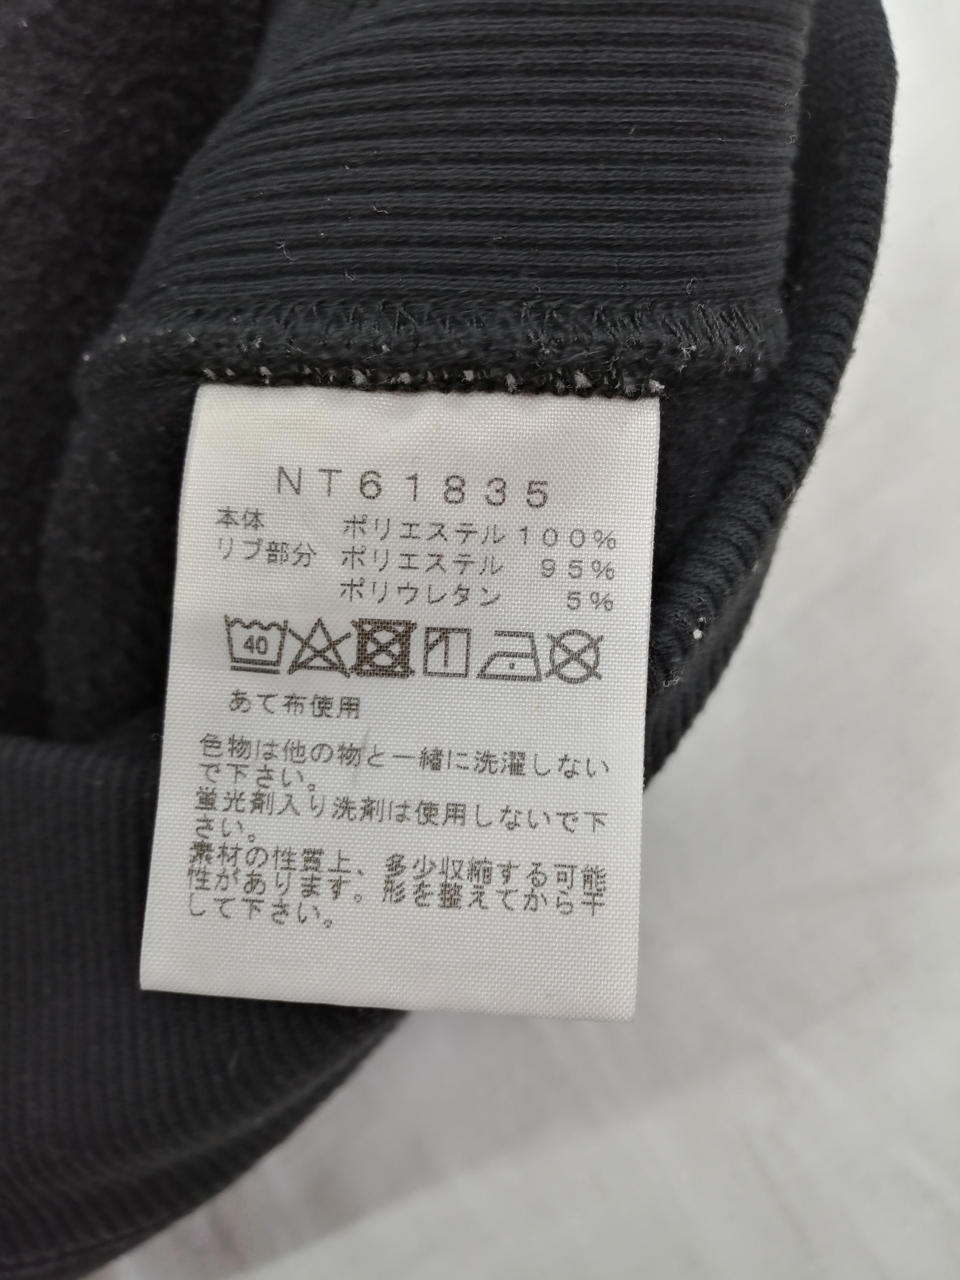 NT61835
本体 ポリエステル 100%
リブ部分 ポリエステル 95%
ポリウレタン 5%
40
あて布使用
色物は他の物と一緒に洗濯しない
で下さい。
蛍光剤入り洗剤は使用しないで下
さい。
素材の性質上、多少収縮する可能
性があります。形を整えてから干
して下さい。